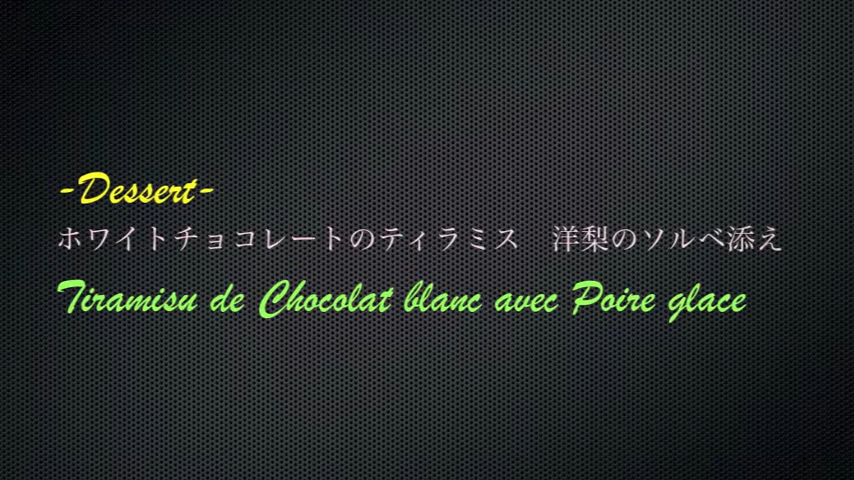 -Dessert-
ホワイトチョコレートのティラミス　洋梨のソルベ添え
Tiramisu de Chocolat blanc avec Poire glace